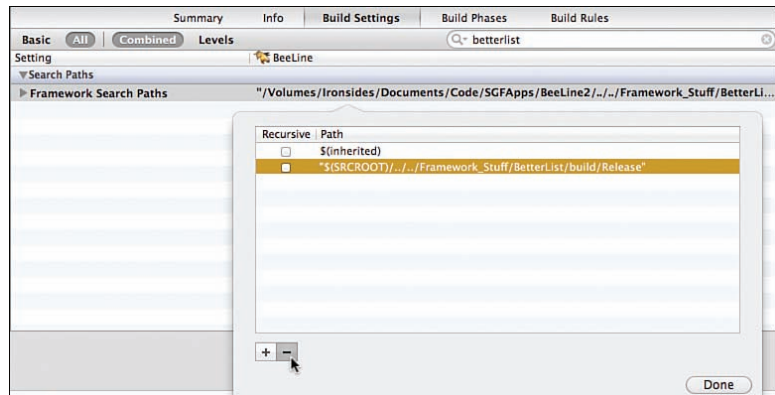 Summary Info Build Settings Build Phases Build Rules
Basic All Combined Levels betterlist
Setting BeeLine
Search Paths
Framework Search Paths "/Volumes/Ironsides/Documents/Code/SGFApps/BeeLine2/../../Framework_Stuff/BetterLi...
Recursive Path
$(inherited)
"$(SRCROOT)/../../Framework_Stuff/BetterList/build/Release"
+ −
Done